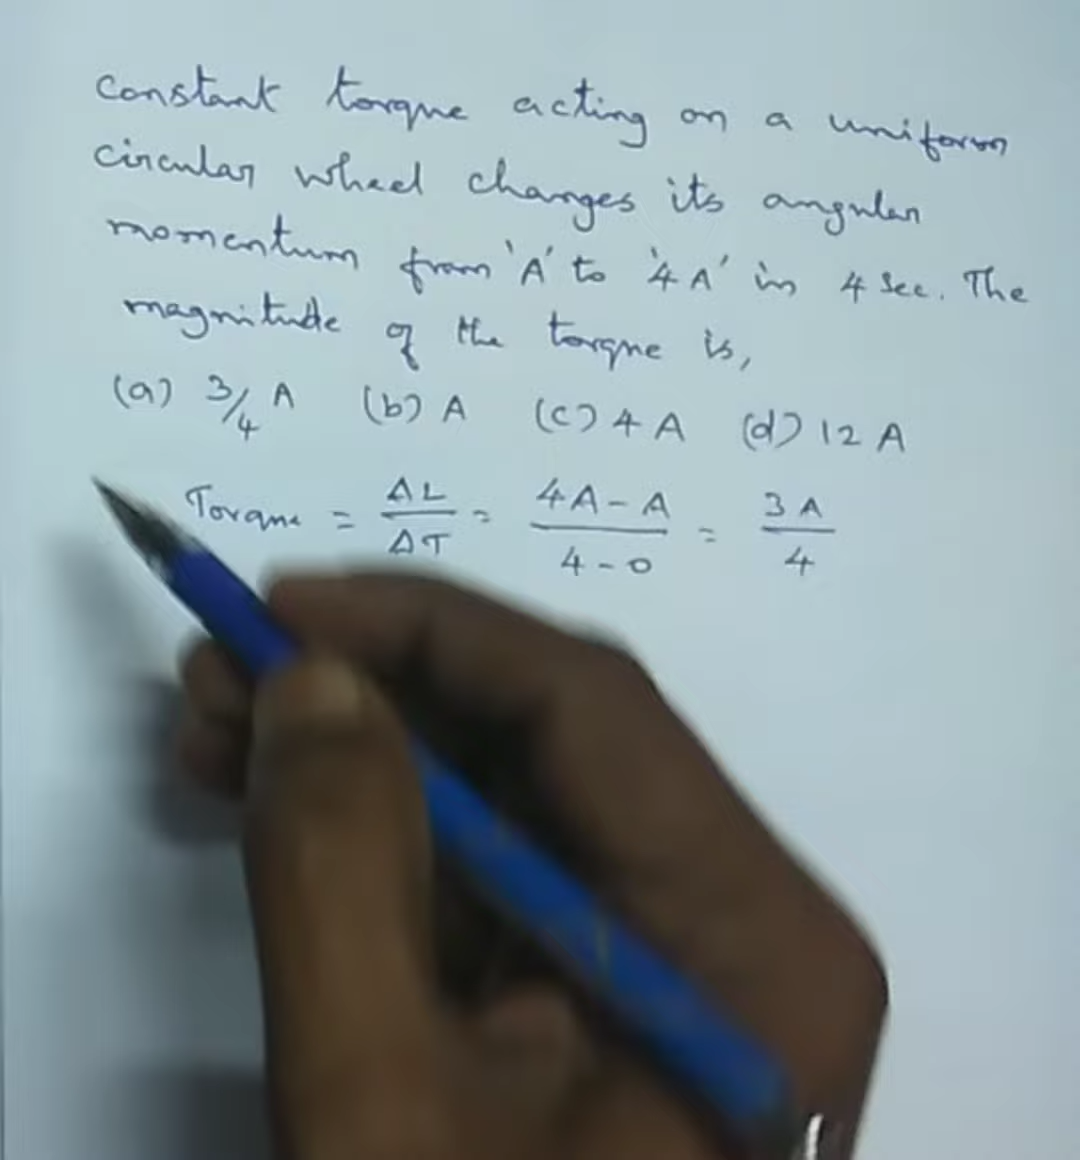 constant torque acting on a uniform
circular wheel changes its angular
momentum from 'A' to '4A' in 4 sec. The
magnitude of the torque is,
(a) 3/4 A (b) A (c) 4 A (d) 12 A
Torque = ΔL/ΔT = 4A - A/4 - 0 = 3A/4